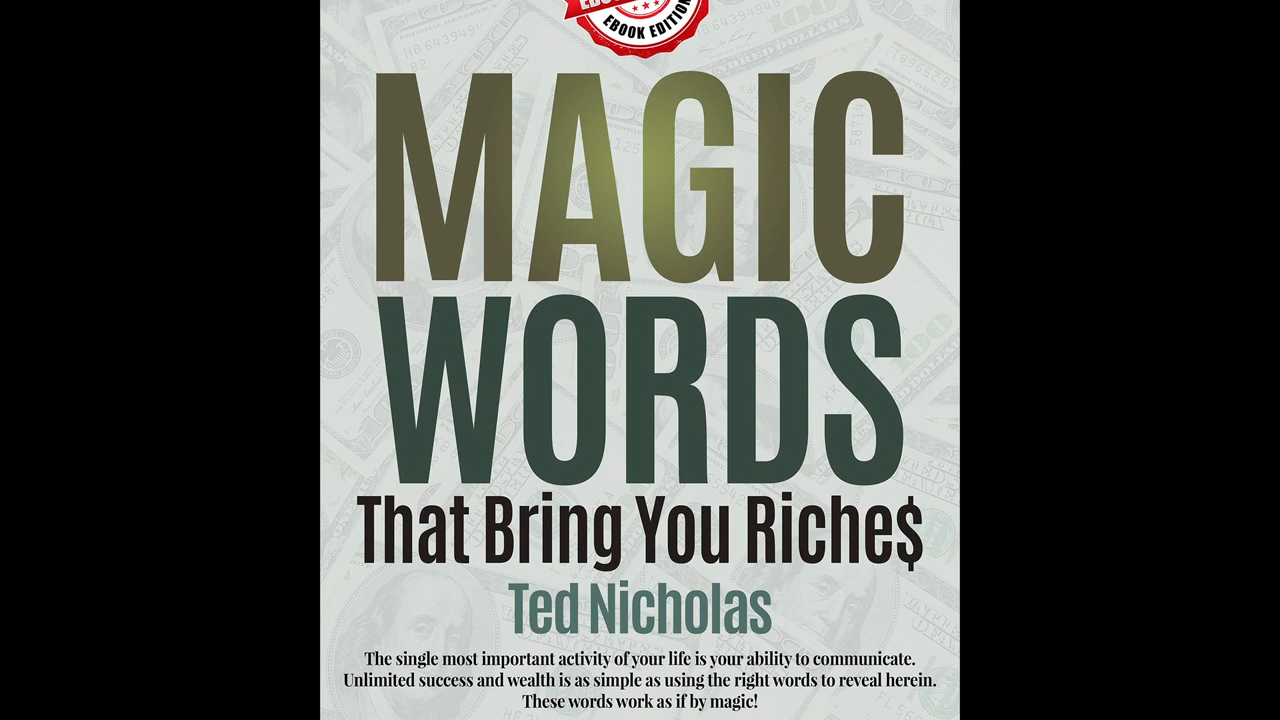 EBOOK EDITION
MAGIC
WORDS
That Bring You Riche$
Ted Nicholas
The single most important activity of your life is your ability to communicate.
Unlimited success and wealth is as simple as using the right words to reveal herein.
These words work as if by magic!